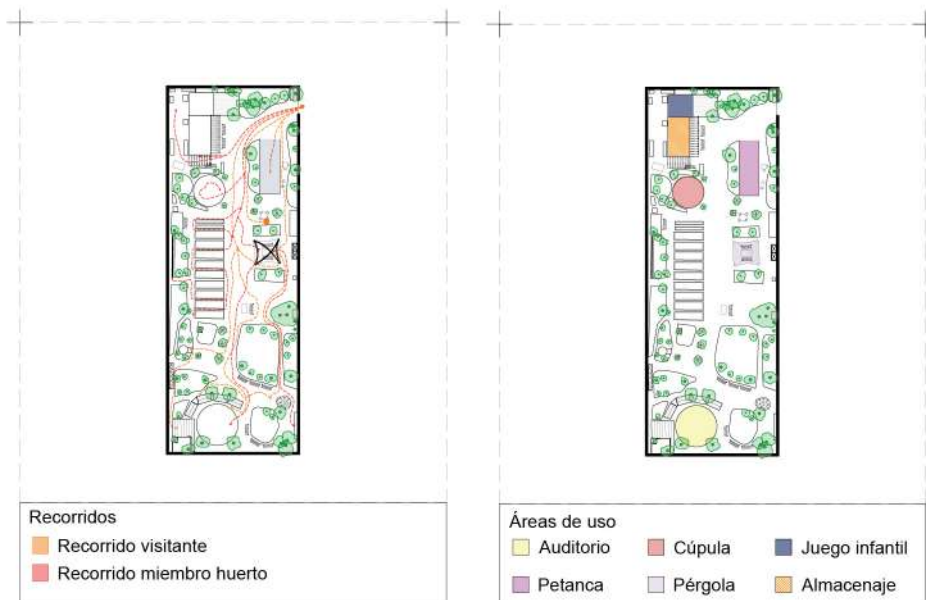 Recorridos
Recorrido visitante
Recorrido miembro huerto
Áreas de uso
Auditorio
Cúpula
Juego infantil
Petanca
Pérgola
Almacenaje